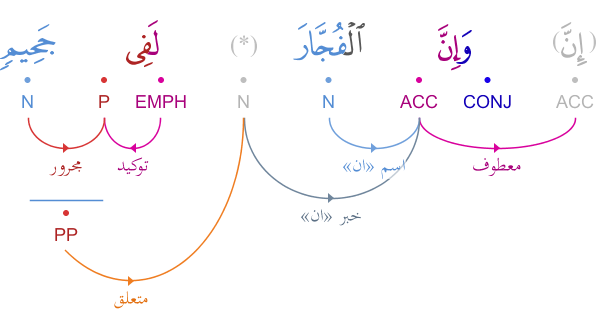 (إِنَّ) وَإِنَّ ٱلْفُجَّارَ (*) لَفِى جَحِيمٍ
ACC CONJ ACC N N EMPH P N
معطوف اسم «ان» توكيد مجرور
خبر «ان»
PP
متعلق